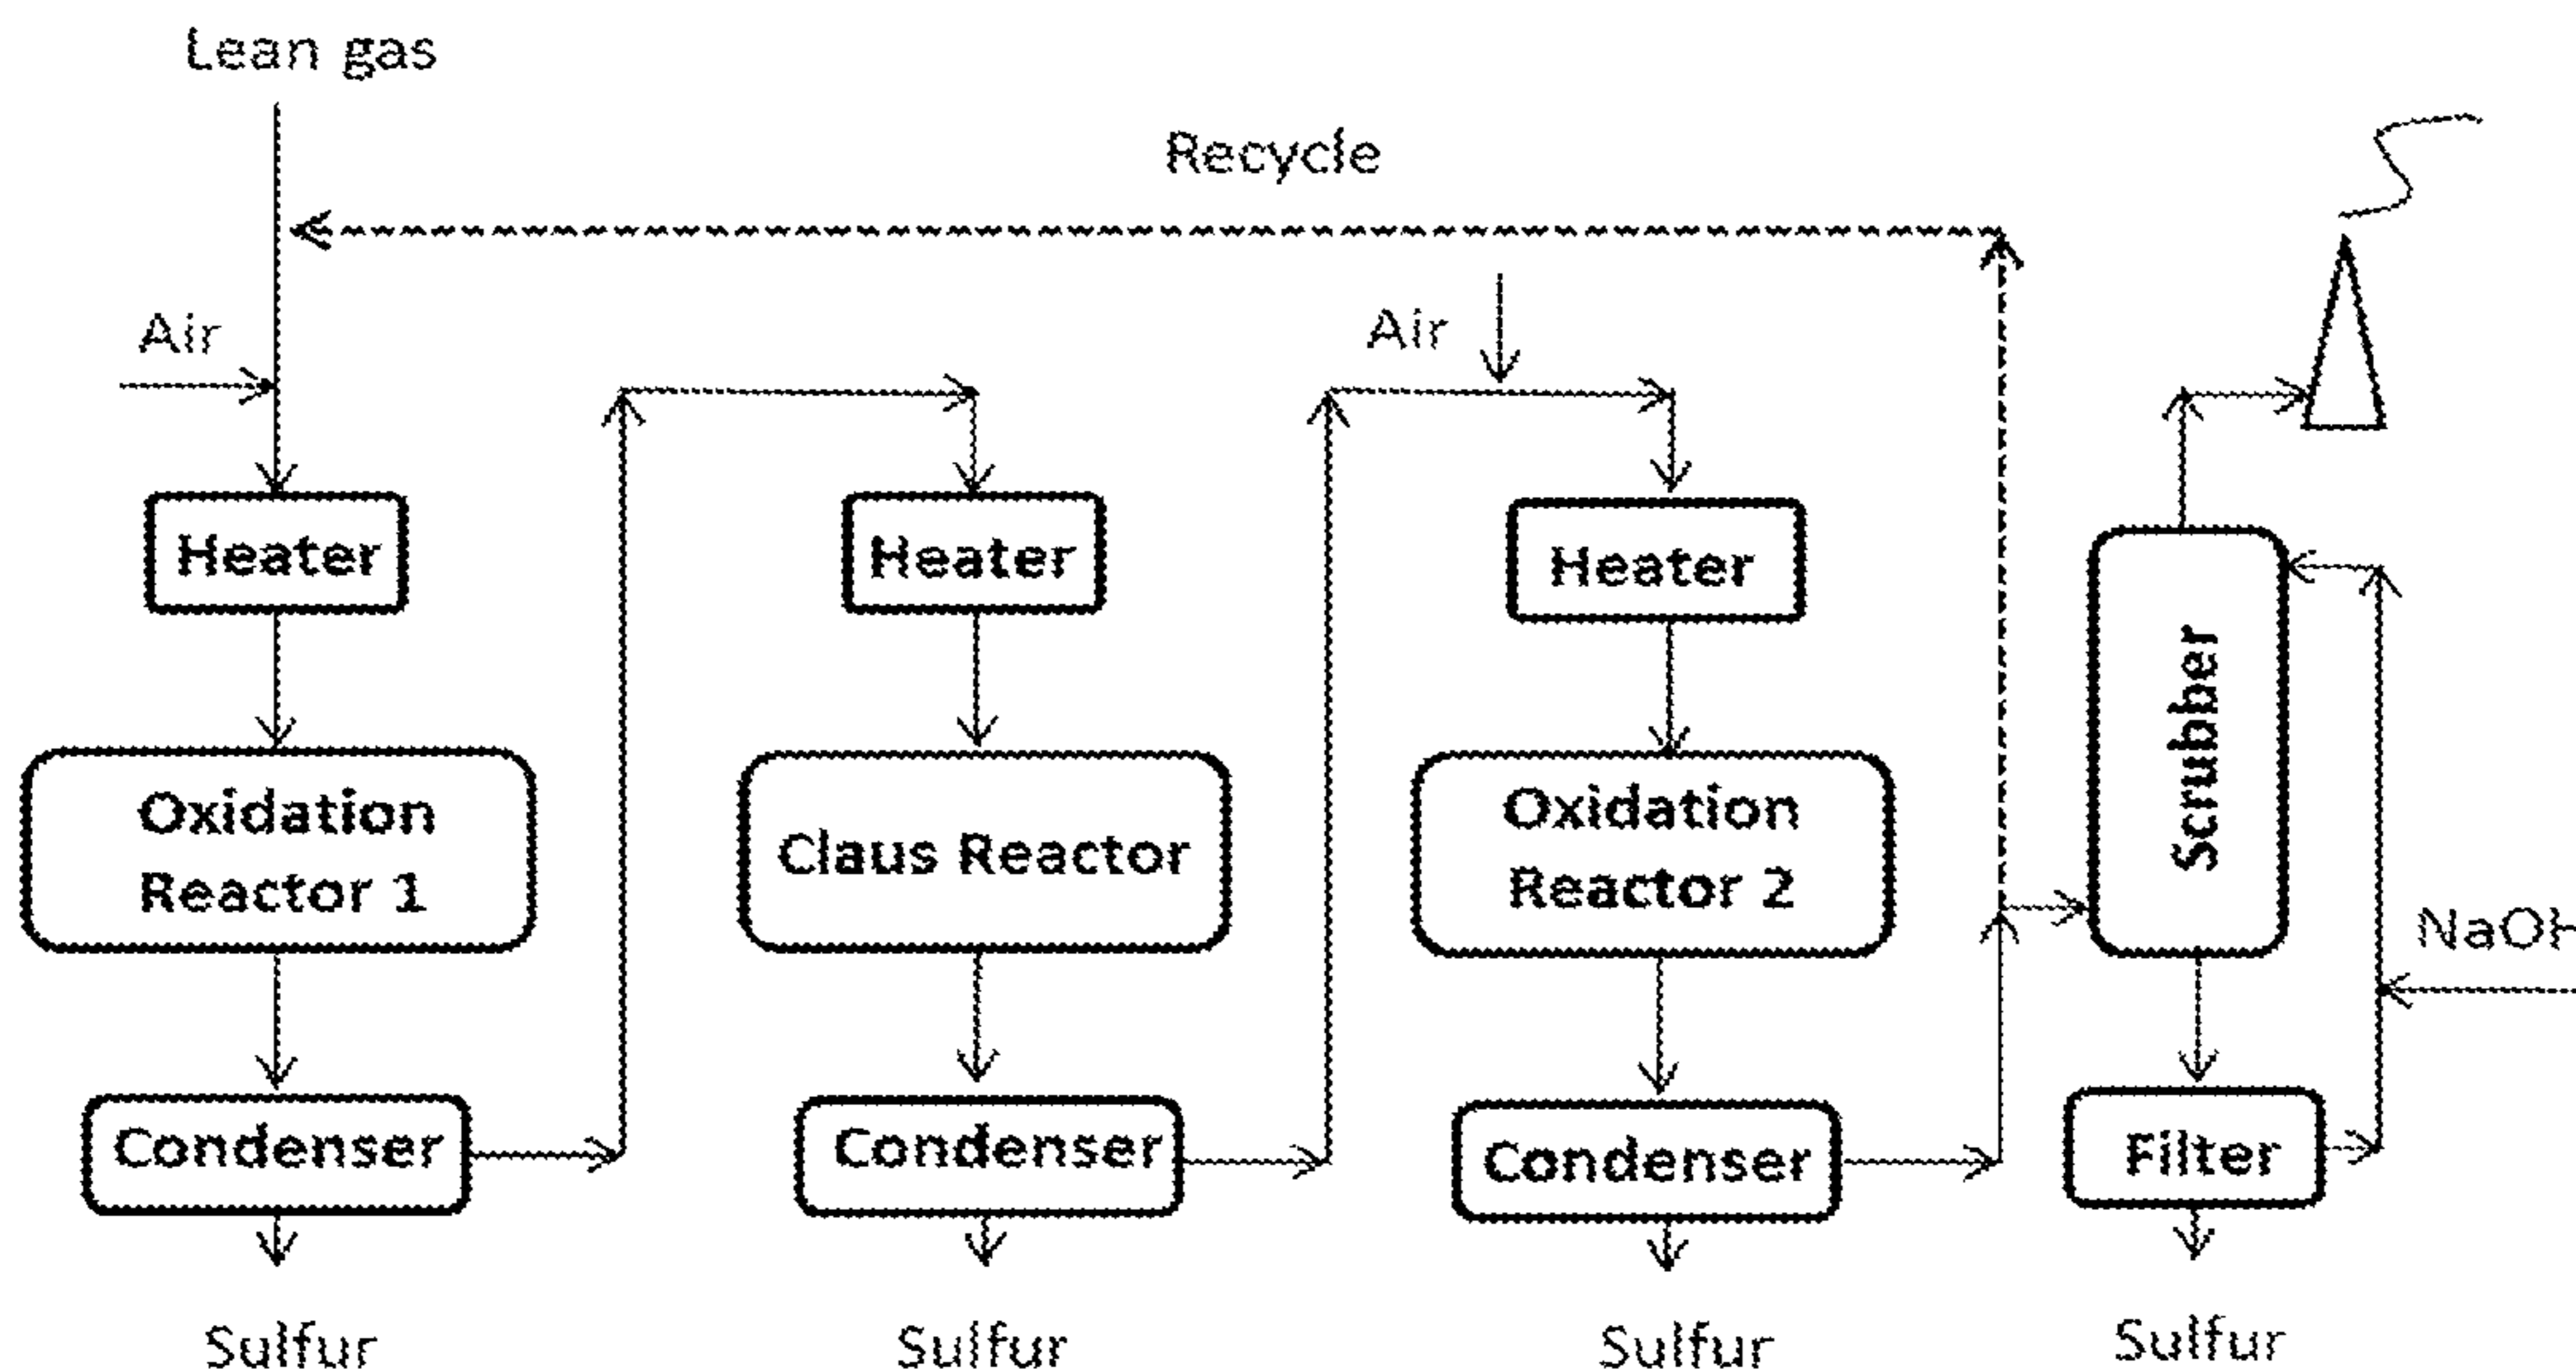 Lean gas
Recycle
Air
Air
Heater
Heater
Heater
Oxidation
Reactor 1
Claus Reactor
Oxidation
Reactor 2
Scrubber
NaOH
Condenser
Condenser
Condenser
Filter
Sulfur
Sulfur
Sulfur
Sulfur